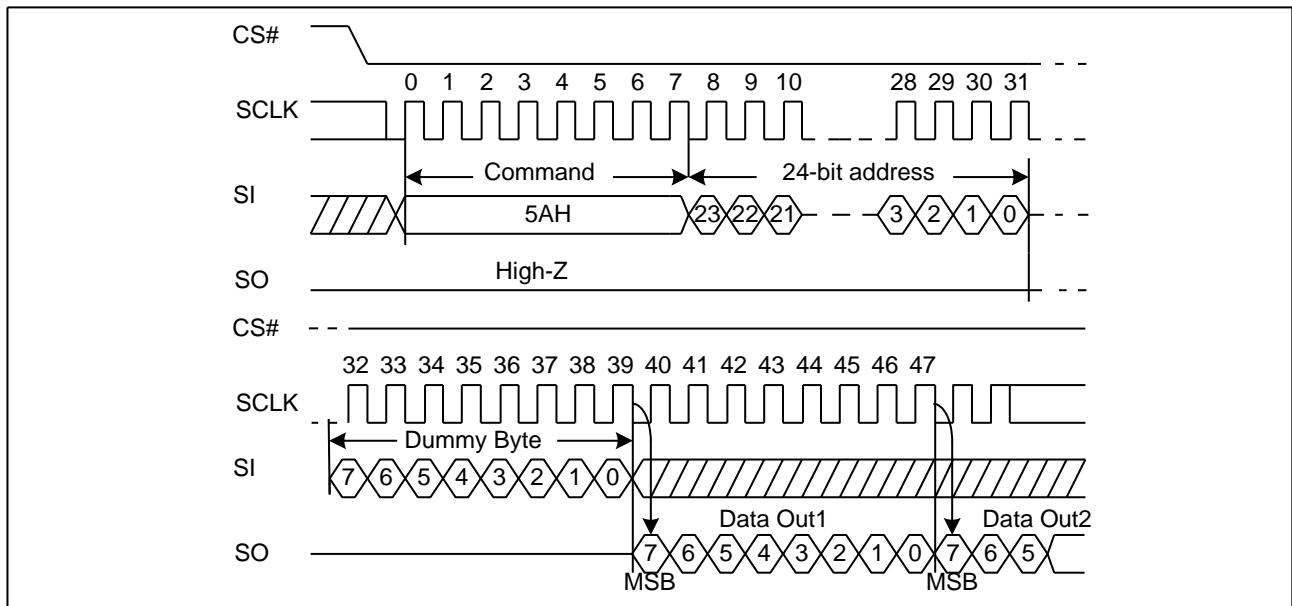 CS#
0 1 2 3 4 5 6 7 8 9 10 28 29 30 31
SCLK
Command 24-bit address
SI
5AH 23 22 21 3 2 1 0
High-Z
SO
CS#
32 33 34 35 36 37 38 39 40 41 42 43 44 45 46 47
SCLK
Dummy Byte
SI
7 6 5 4 3 2 1 0
Data Out1 Data Out2
SO
7 6 5 4 3 2 1 0 7 6 5
MSB MSB